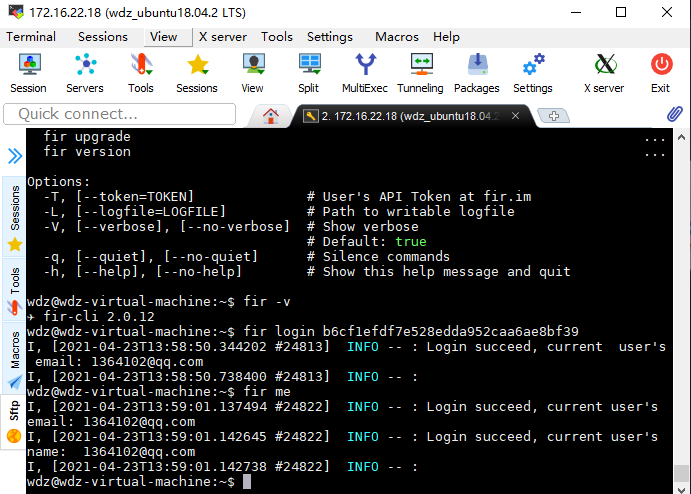 172.16.22.18 (wdz_ubuntu18.04.2 LTS)
Terminal Sessions View X server Tools Settings Macros Help
Session Servers Tools Sessions View Split MultiExec Tunneling Packages Settings X server Exit
Quick connect...
2. 172.16.22.18 (wdz_ubuntu18.04.2
Sessions
Tools
Macros
Sftp
fir upgrade ...
fir version ...
Options:
-T, [--token=TOKEN] # User's API Token at fir.im
-L, [--logfile=LOGFILE] # Path to writable logfile
-V, [--verbose], [--no-verbose] # Show verbose
# Default: true
-q, [--quiet], [--no-quiet] # Silence commands
-h, [--help], [--no-help] # Show this help message and quit
wdz@wdz-virtual-machine:~$ fir -v
✈ fir-cli 2.0.12
wdz@wdz-virtual-machine:~$ fir login b6cf1efdf7e528edda952caa6ae8bf39
I, [2021-04-23T13:58:50.344202 #24813] INFO -- : Login succeed, current user's
email: 1364102@qq.com
I, [2021-04-23T13:58:50.738400 #24813] INFO -- :
wdz@wdz-virtual-machine:~$ fir me
I, [2021-04-23T13:59:01.137494 #24822] INFO -- : Login succeed, current user's
email: 1364102@qq.com
I, [2021-04-23T13:59:01.142645 #24822] INFO -- : Login succeed, current user's
name: 1364102@qq.com
I, [2021-04-23T13:59:01.142738 #24822] INFO -- :
wdz@wdz-virtual-machine:~$